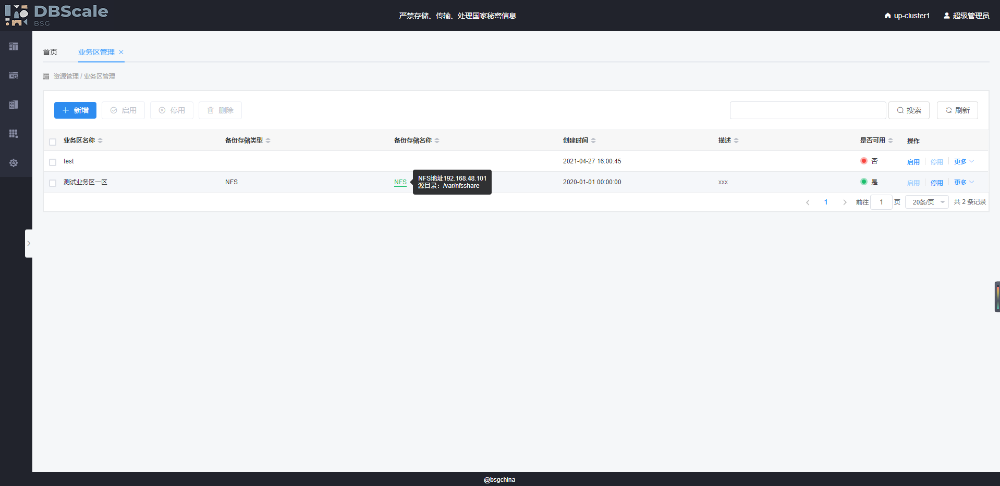 DBScale
BSG
严禁存储、传输、处理国家秘密信息
up-cluster1
超级管理员
首页
业务区管理
资源管理 / 业务区管理
新增
启用
停用
删除
搜索
刷新
业务区名称 备份存储类型 备份存储名称 创建时间 描述 是否可用 操作
test 2021-04-27 16:00:45 否 启用 停用 更多
测试业务区一区 NFS NFS 2020-01-01 00:00:00 xxx 是 启用 停用 更多
NFS地址192.168.48.101
源目录：/var/nfsshare
1 前往 1 页 20条/页 共 2 条记录
@bsgchina